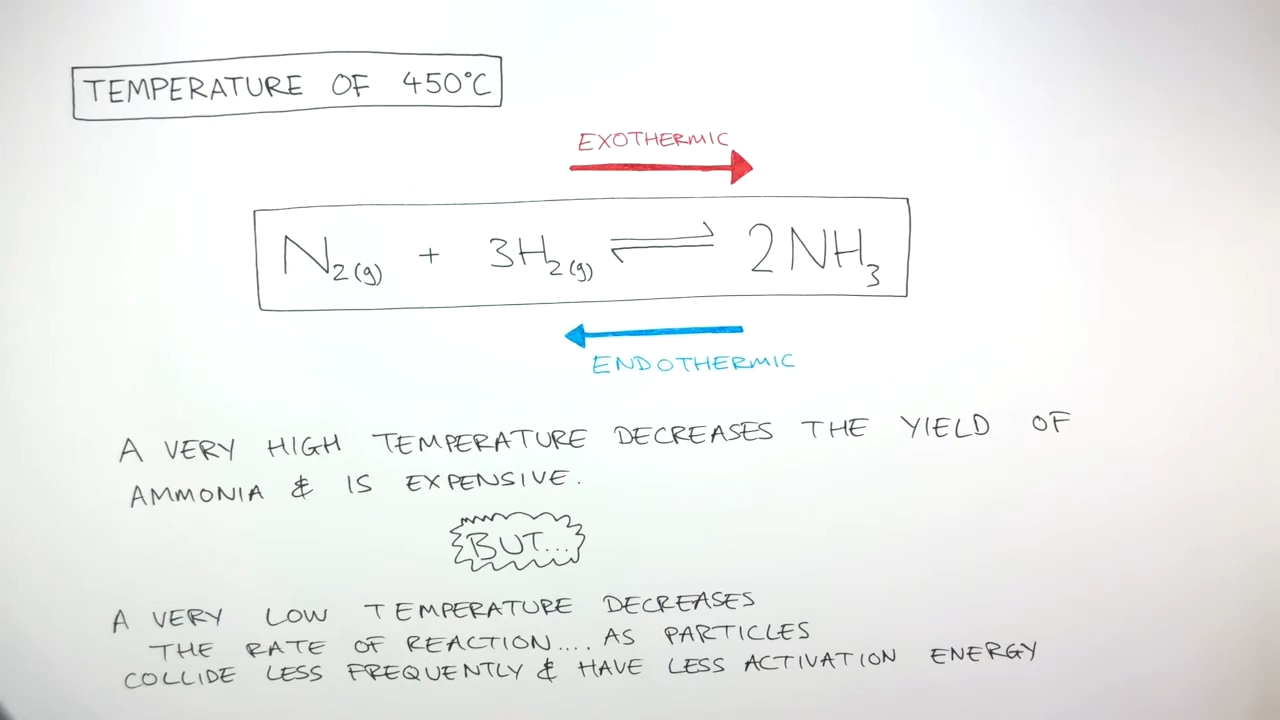 TEMPERATURE OF 450°C
EXOTHERMIC
N₂(g) + 3H₂(g) ⇌ 2NH₃
ENDOTHERMIC
A VERY HIGH TEMPERATURE DECREASES THE YIELD OF
AMMONIA & IS EXPENSIVE.
BUT...
A VERY LOW TEMPERATURE DECREASES
THE RATE OF REACTION.... AS PARTICLES
COLLIDE LESS FREQUENTLY & HAVE LESS ACTIVATION ENERGY